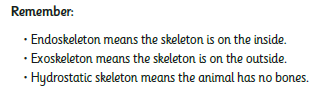 Remember:
• Endoskeleton means the skeleton is on the inside.
• Exoskeleton means the skeleton is on the outside.
• Hydrostatic skeleton means the animal has no bones.